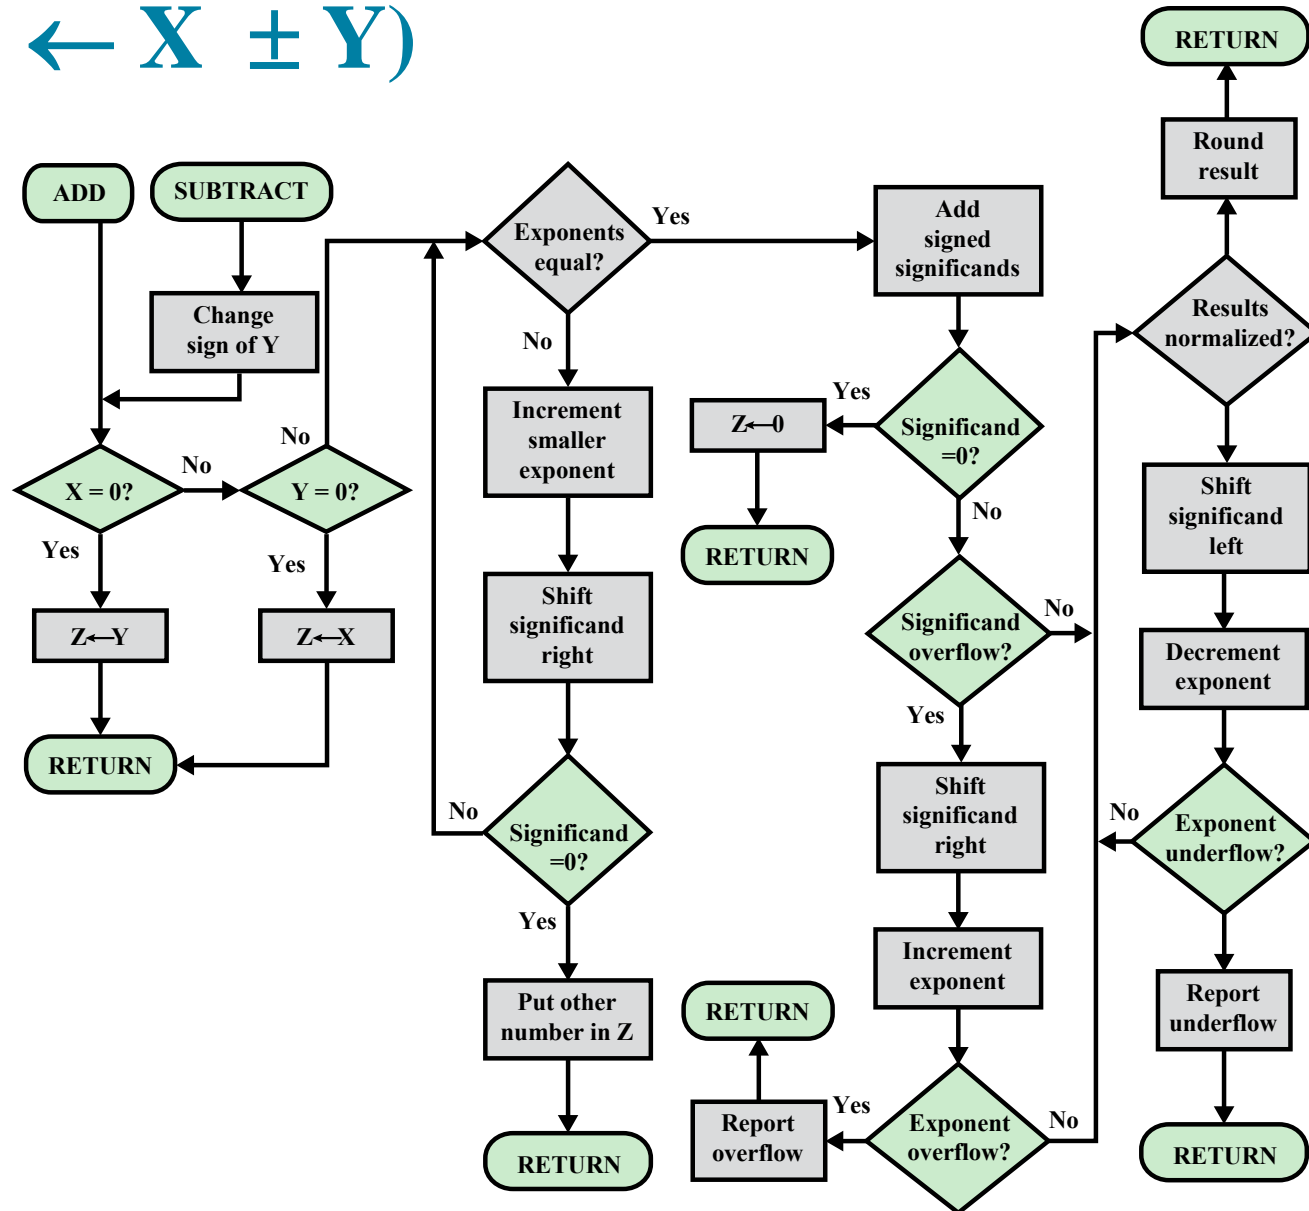 ← X ± Y)
ADD
SUBTRACT
Change
sign of Y
X = 0?
No
Y = 0?
No
Yes
Yes
Z←Y
Z←X
RETURN
Exponents
equal?
Yes
No
Increment
smaller
exponent
Shift
significand
right
Significand
=0?
No
Yes
Put other
number in Z
RETURN
Add
signed
significands
Significand
=0?
Yes
Z←0
RETURN
No
Significand
overflow?
No
Yes
Shift
significand
right
Increment
exponent
Exponent
overflow?
Yes
Report
overflow
RETURN
No
RETURN
Round
result
Results
normalized?
Shift
significand
left
Decrement
exponent
Exponent
underflow?
No
Report
underflow
RETURN